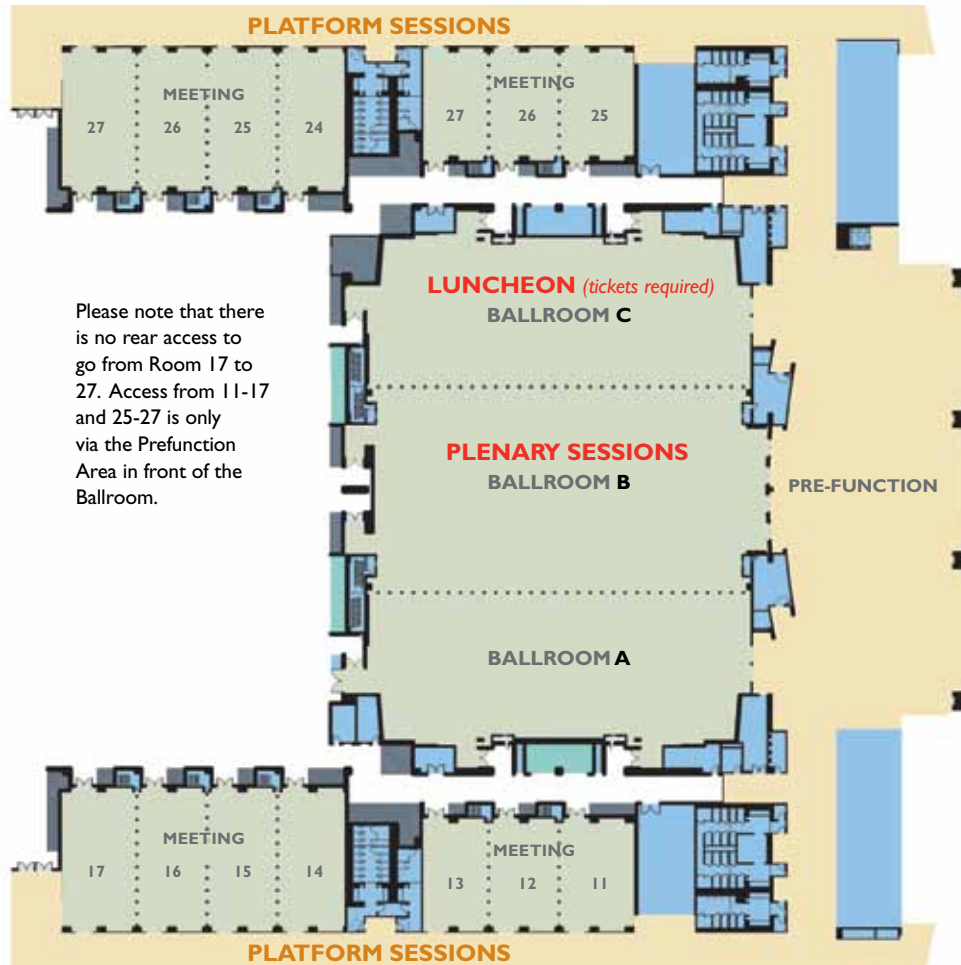 PLATFORM SESSIONS
MEETING
27 26 25 24
MEETING
27 26 25
LUNCHEON (tickets required)
BALLROOM C
Please note that there
is no rear access to
go from Room 17 to
27. Access from 11-17
and 25-27 is only
via the Prefunction
Area in front of the
Ballroom.
PLENARY SESSIONS
BALLROOM B
PRE-FUNCTION
BALLROOM A
MEETING
17 16 15 14
MEETING
13 12 11
PLATFORM SESSIONS